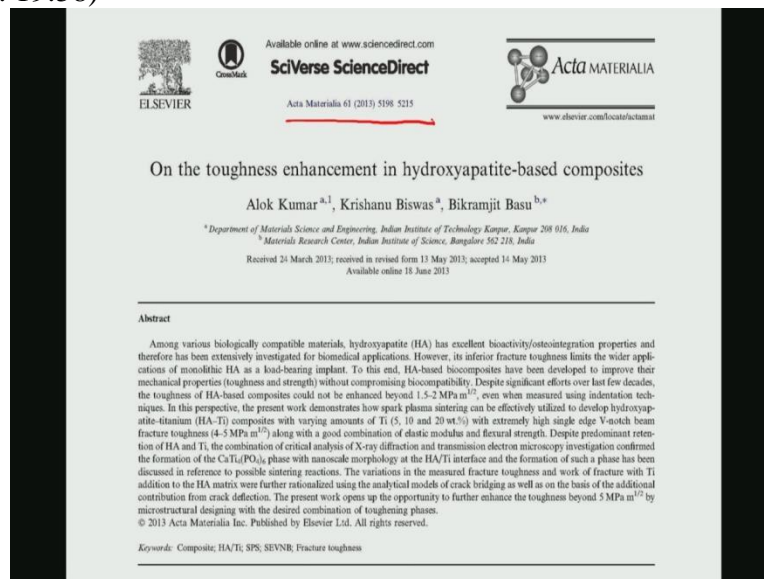 . 19:58)
Available online at www.sciencedirect.com
SciVerse ScienceDirect
CrossMark
ELSEVIER
Acta Materialia 61 (2013) 5198 5215
Acta MATERIALIA
www.elsevier.com/locate/actamat
On the toughness enhancement in hydroxyapatite-based composites
Alok Kumar a,1, Krishanu Biswas a, Bikramjit Basu b,*
a Department of Materials Science and Engineering, Indian Institute of Technology Kanpur, Kanpur 208 016, India
b Materials Research Center, Indian Institute of Science, Bangalore 562 218, India
Received 24 March 2013; received in revised form 13 May 2013; accepted 14 May 2013
Available online 18 June 2013
Abstract
Among various biologically compatible materials, hydroxyapatite (HA) has excellent bioactivity/osteointegration properties and
therefore has been extensively investigated for biomedical applications. However, its inferior fracture toughness limits the wider appli-
cations of monolithic HA as a load-bearing implant. To this end, HA-based biocomposites have been developed to improve their
mechanical properties (toughness and strength) without compromising biocompatibility. Despite significant efforts over last few decades,
the toughness of HA-based composites could not be enhanced beyond 1.5–2 MPa m1/2, even when measured using indentation tech-
niques. In this perspective, the present work demonstrates how spark plasma sintering can be effectively utilized to develop hydroxyap-
atite-titanium (HA–Ti) composites with varying amounts of Ti (5, 10 and 20 wt.%) with extremely high single edge V-notch beam
fracture toughness (4–5 MPa m1/2) along with a good combination of elastic modulus and flexural strength. Despite predominant reten-
tion of HA and Ti, the combination of critical analysis of X-ray diffraction and transmission electron microscopy investigation confirmed
the formation of the CaTi4(PO4)6 phase with nanoscale morphology at the HA/Ti interface and the formation of such a phase has been
discussed in reference to possible sintering reactions. The variations in the measured fracture toughness and work of fracture with Ti
addition to the HA matrix were further rationalized using the analytical models of crack bridging as well as on the basis of the additional
contribution from crack deflection. The present work opens up the opportunity to further enhance the toughness beyond 5 MPa m1/2 by
microstructural designing with the desired combination of toughening phases.
© 2013 Acta Materialia Inc. Published by Elsevier Ltd. All rights reserved.
Keywords: Composite; HA/Ti; SPS; SEVNB; Fracture toughness